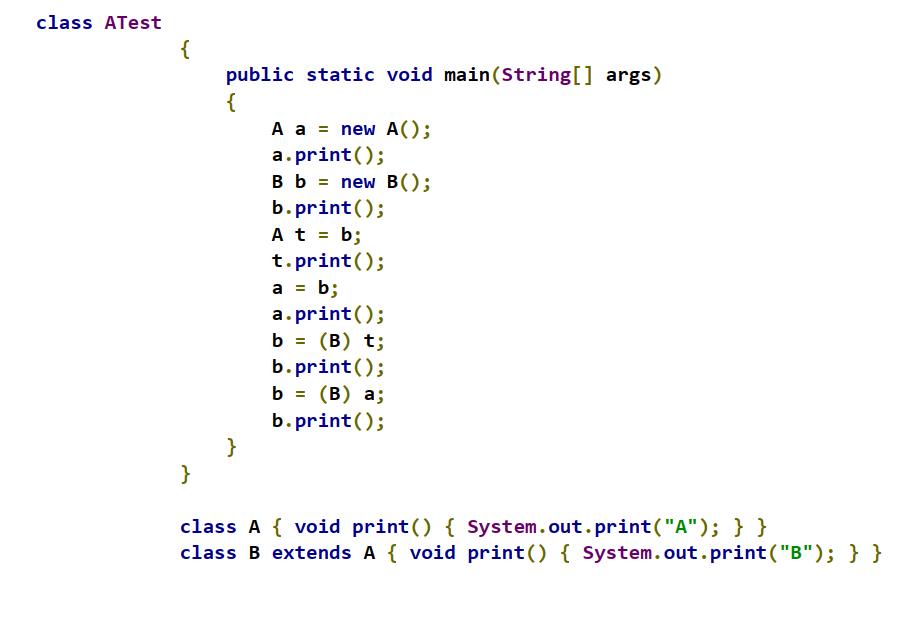 class ATest
{
public static void main(String[] args)
{
A a = new A();
a.print();
B b = new B();
b.print();
A t = b;
t.print();
a = b;
a.print();
b = (B) t;
b.print();
b = (B) a;
b.print();
}
}
class A { void print() { System.out.print("A"); } }
class B extends A { void print() { System.out.print("B"); } }